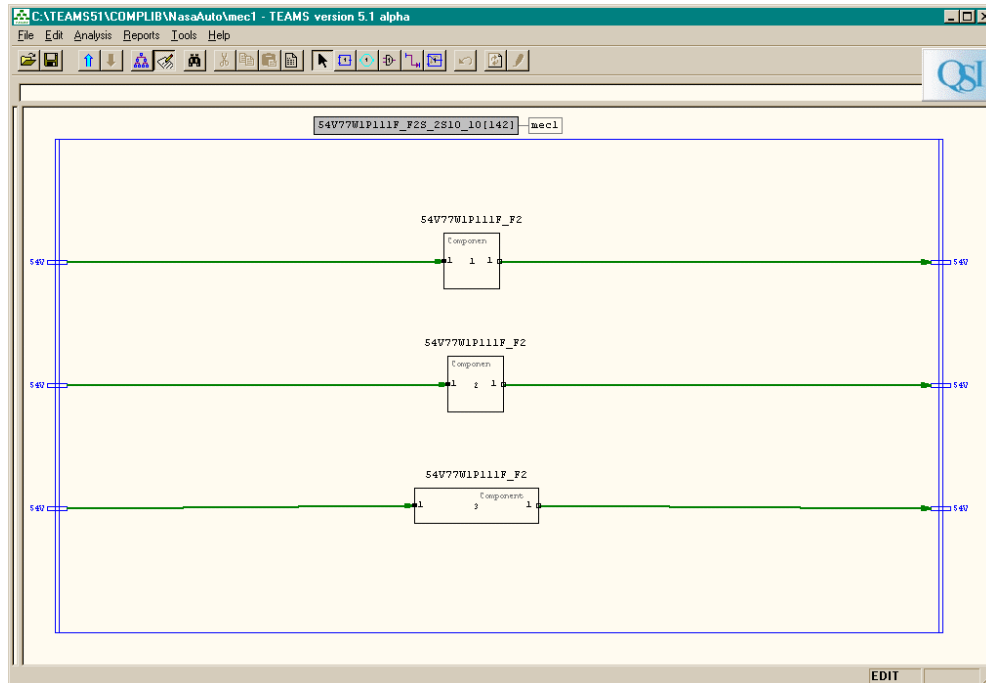 C:\TEAMS51\COMPLIB\NasaAuto\mec1 - TEAMS version 5.1 alpha
File Edit Analysis Reports Tools Help
QSI
54V77W1P111F_F2S_2S10_10[142] mec1
54V77W1P111F_F2
Componen
54V 1 1 1 54V
54V77W1P111F_F2
Componen
54V 1 2 1 54V
54V77W1P111F_F2
Component
54V 1 3 1 54V
EDIT